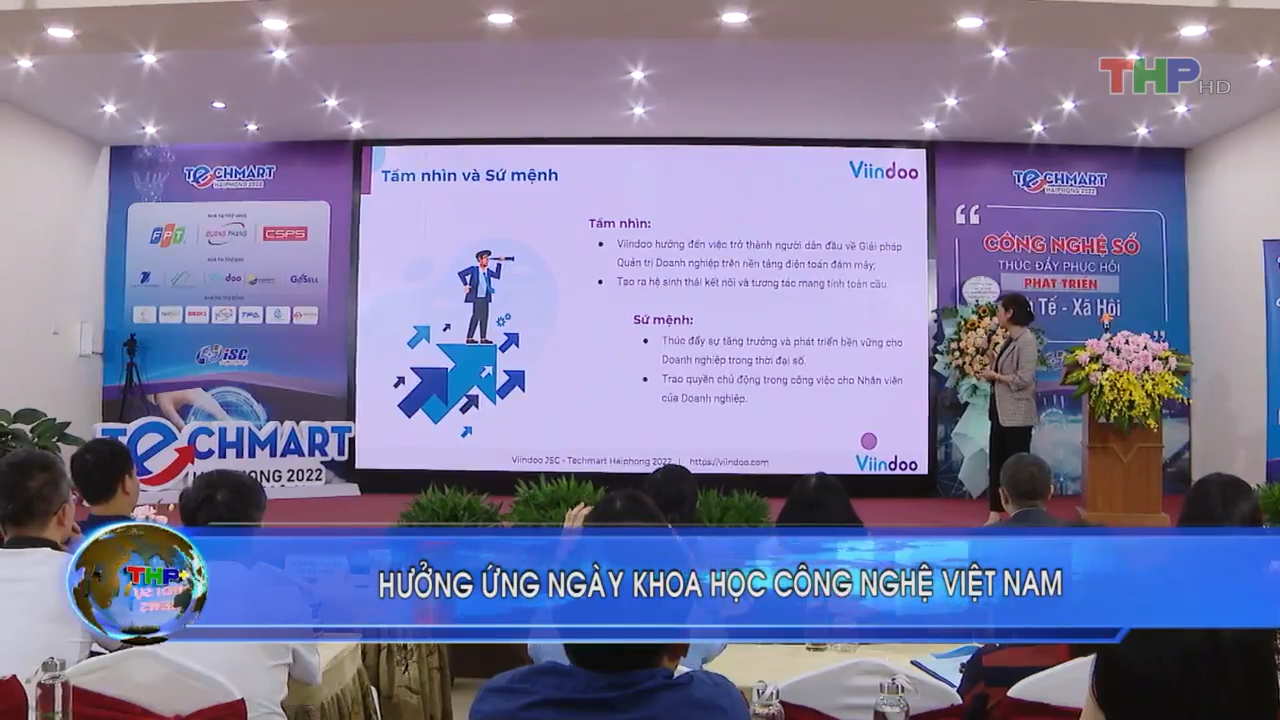 THP HD
TECHMART
HAIPHONG 2022
FPT
QUANG THANG
CSPS
Viindoo
GoSELL
TPA
iSC
TECHMART
PHONG 2022
Tầm nhìn và Sứ mệnh
Viindoo
Tầm nhìn:
• Viindoo hướng đến việc trở thành người dẫn đầu về Giải pháp
Quản trị Doanh nghiệp trên nền tảng điện toán đám mây;
• Tạo ra hệ sinh thái kết nối và tương tác mang tính toàn cầu.
Sứ mệnh:
• Thúc đẩy sự tăng trưởng và phát triển bền vững cho
Doanh nghiệp trong thời đại số.
• Trao quyền chủ động trong công việc cho Nhân viên
của Doanh nghiệp.
Viindoo JSC - Techmart Haiphong 2022 | https://viindoo.com
Viindoo
TECHMART
HAIPHONG 2022
“
CÔNG NGHỆ SỐ
THÚC ĐẨY PHỤC HỒI
PHÁT TRIỂN
Tế - Xã Hội
”
THP
HƯỞNG ỨNG NGÀY KHOA HỌC CÔNG NGHỆ VIỆT NAM